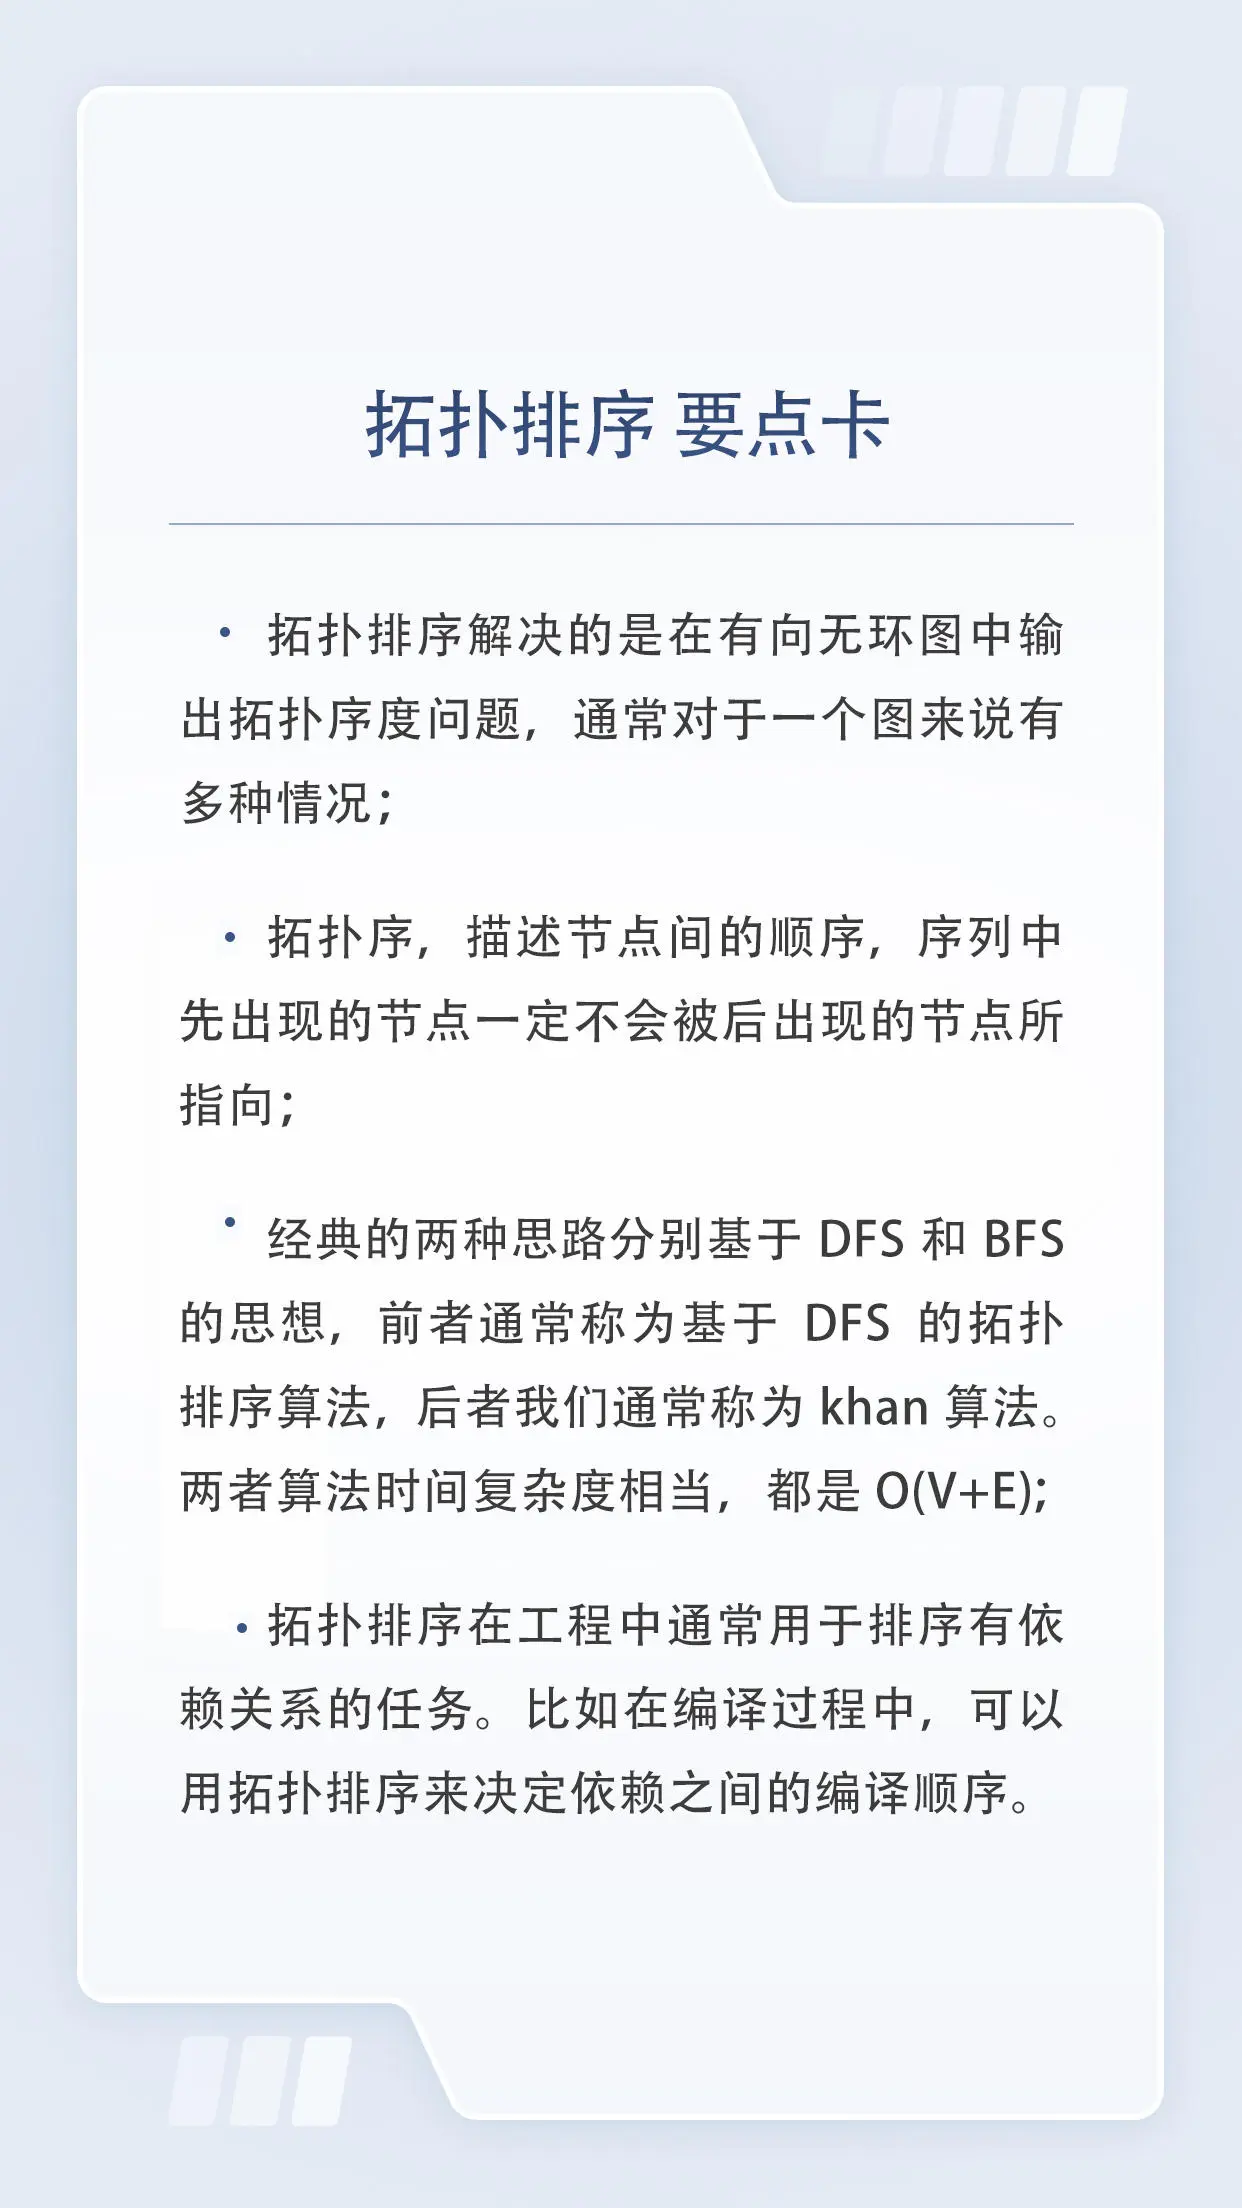 拓扑排序 要点卡
· 拓扑排序解决的是在有向无环图中输
出拓扑序度问题，通常对于一个图来说有
多种情况；
· 拓扑序，描述节点间的顺序，序列中
先出现的节点一定不会被后出现的节点所
指向；
· 经典的两种思路分别基于 DFS 和 BFS
的思想，前者通常称为基于 DFS 的拓扑
排序算法，后者我们通常称为 khan 算法。
两者算法时间复杂度相当，都是 O(V+E);
· 拓扑排序在工程中通常用于排序有依
赖关系的任务。比如在编译过程中，可以
用拓扑排序来决定依赖之间的编译顺序。